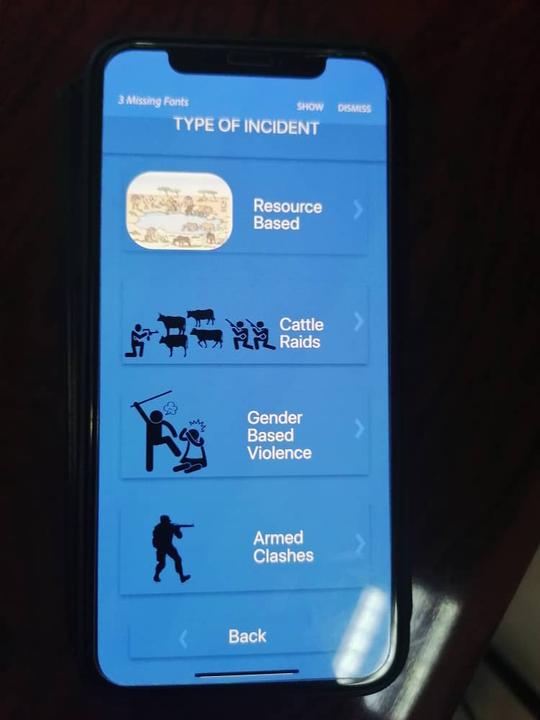 3 Missing Fonts SHOW DISMISS
TYPE OF INCIDENT
Resource
Based
Cattle
Raids
Gender
Based
Violence
Armed
Clashes
Back